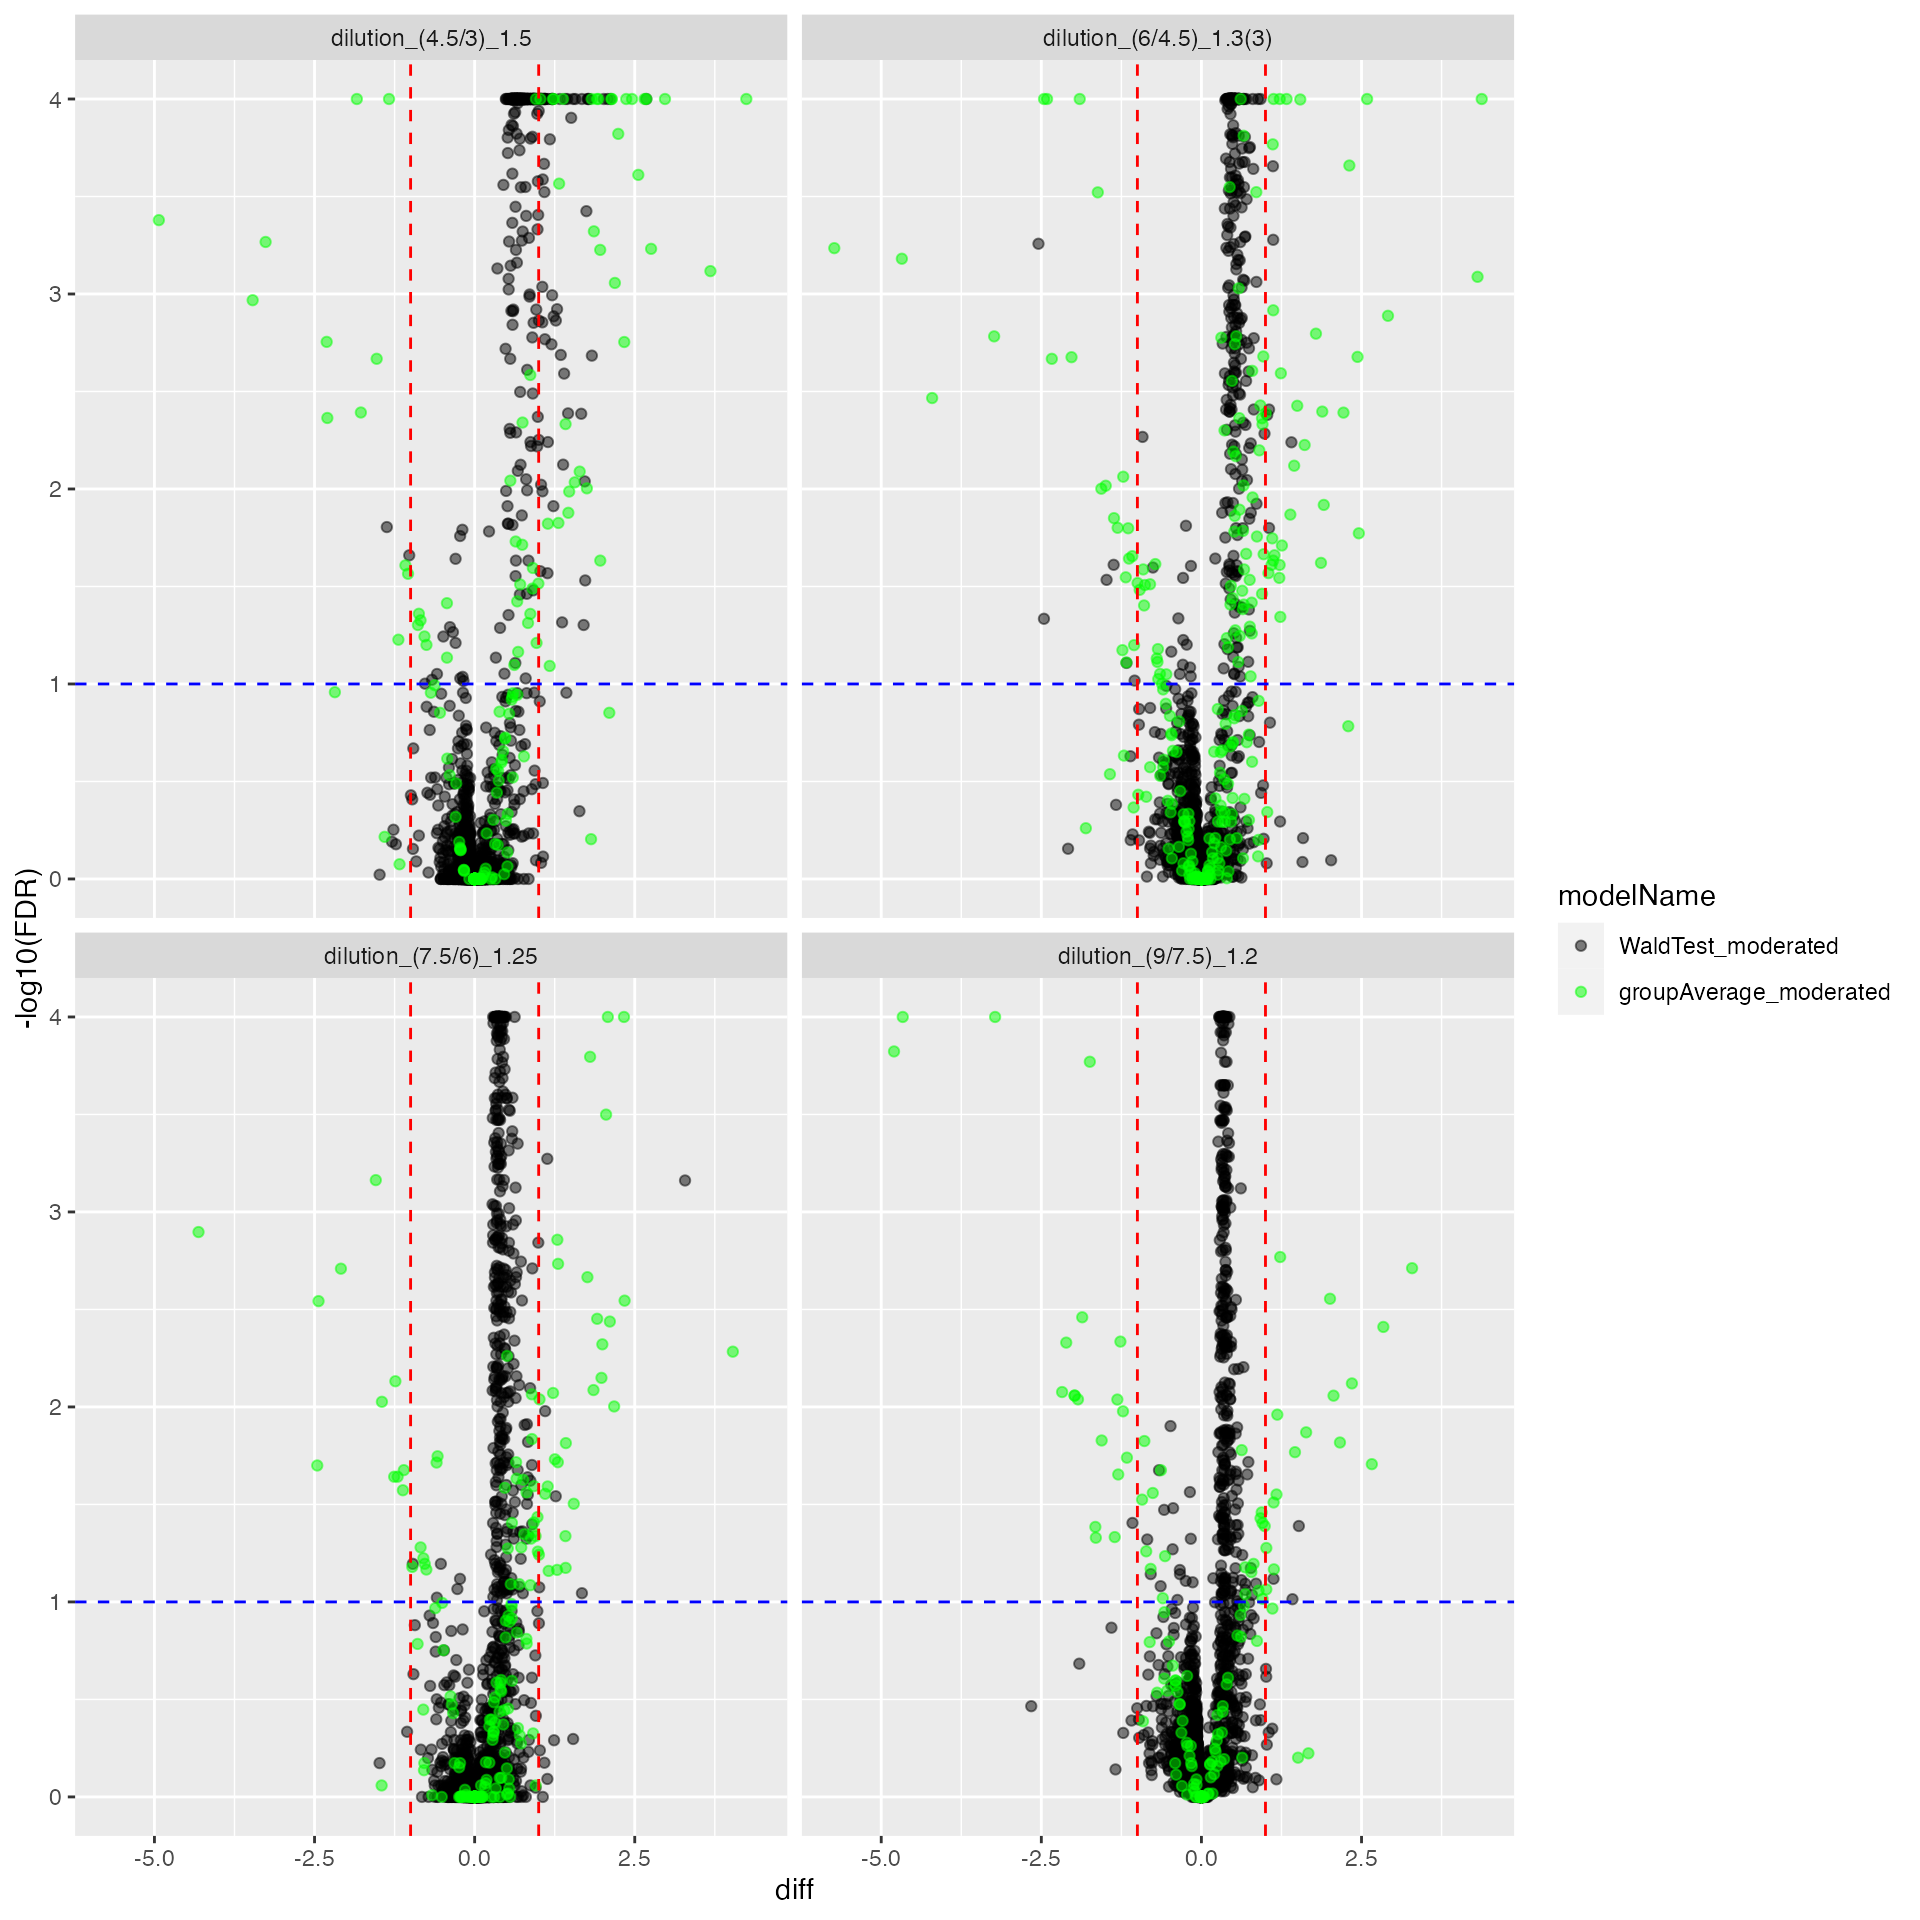 dilution_(4.5/3)_1.5
dilution_(6/4.5)_1.3(3)
4
3
2
1
0
dilution_(7.5/6)_1.25
dilution_(9/7.5)_1.2
4
3
2
1
0
-5.0
-2.5
0.0
2.5
-5.0
-2.5
0.0
2.5
diff
-log10(FDR)
modelName
WaldTest_moderated
groupAverage_moderated